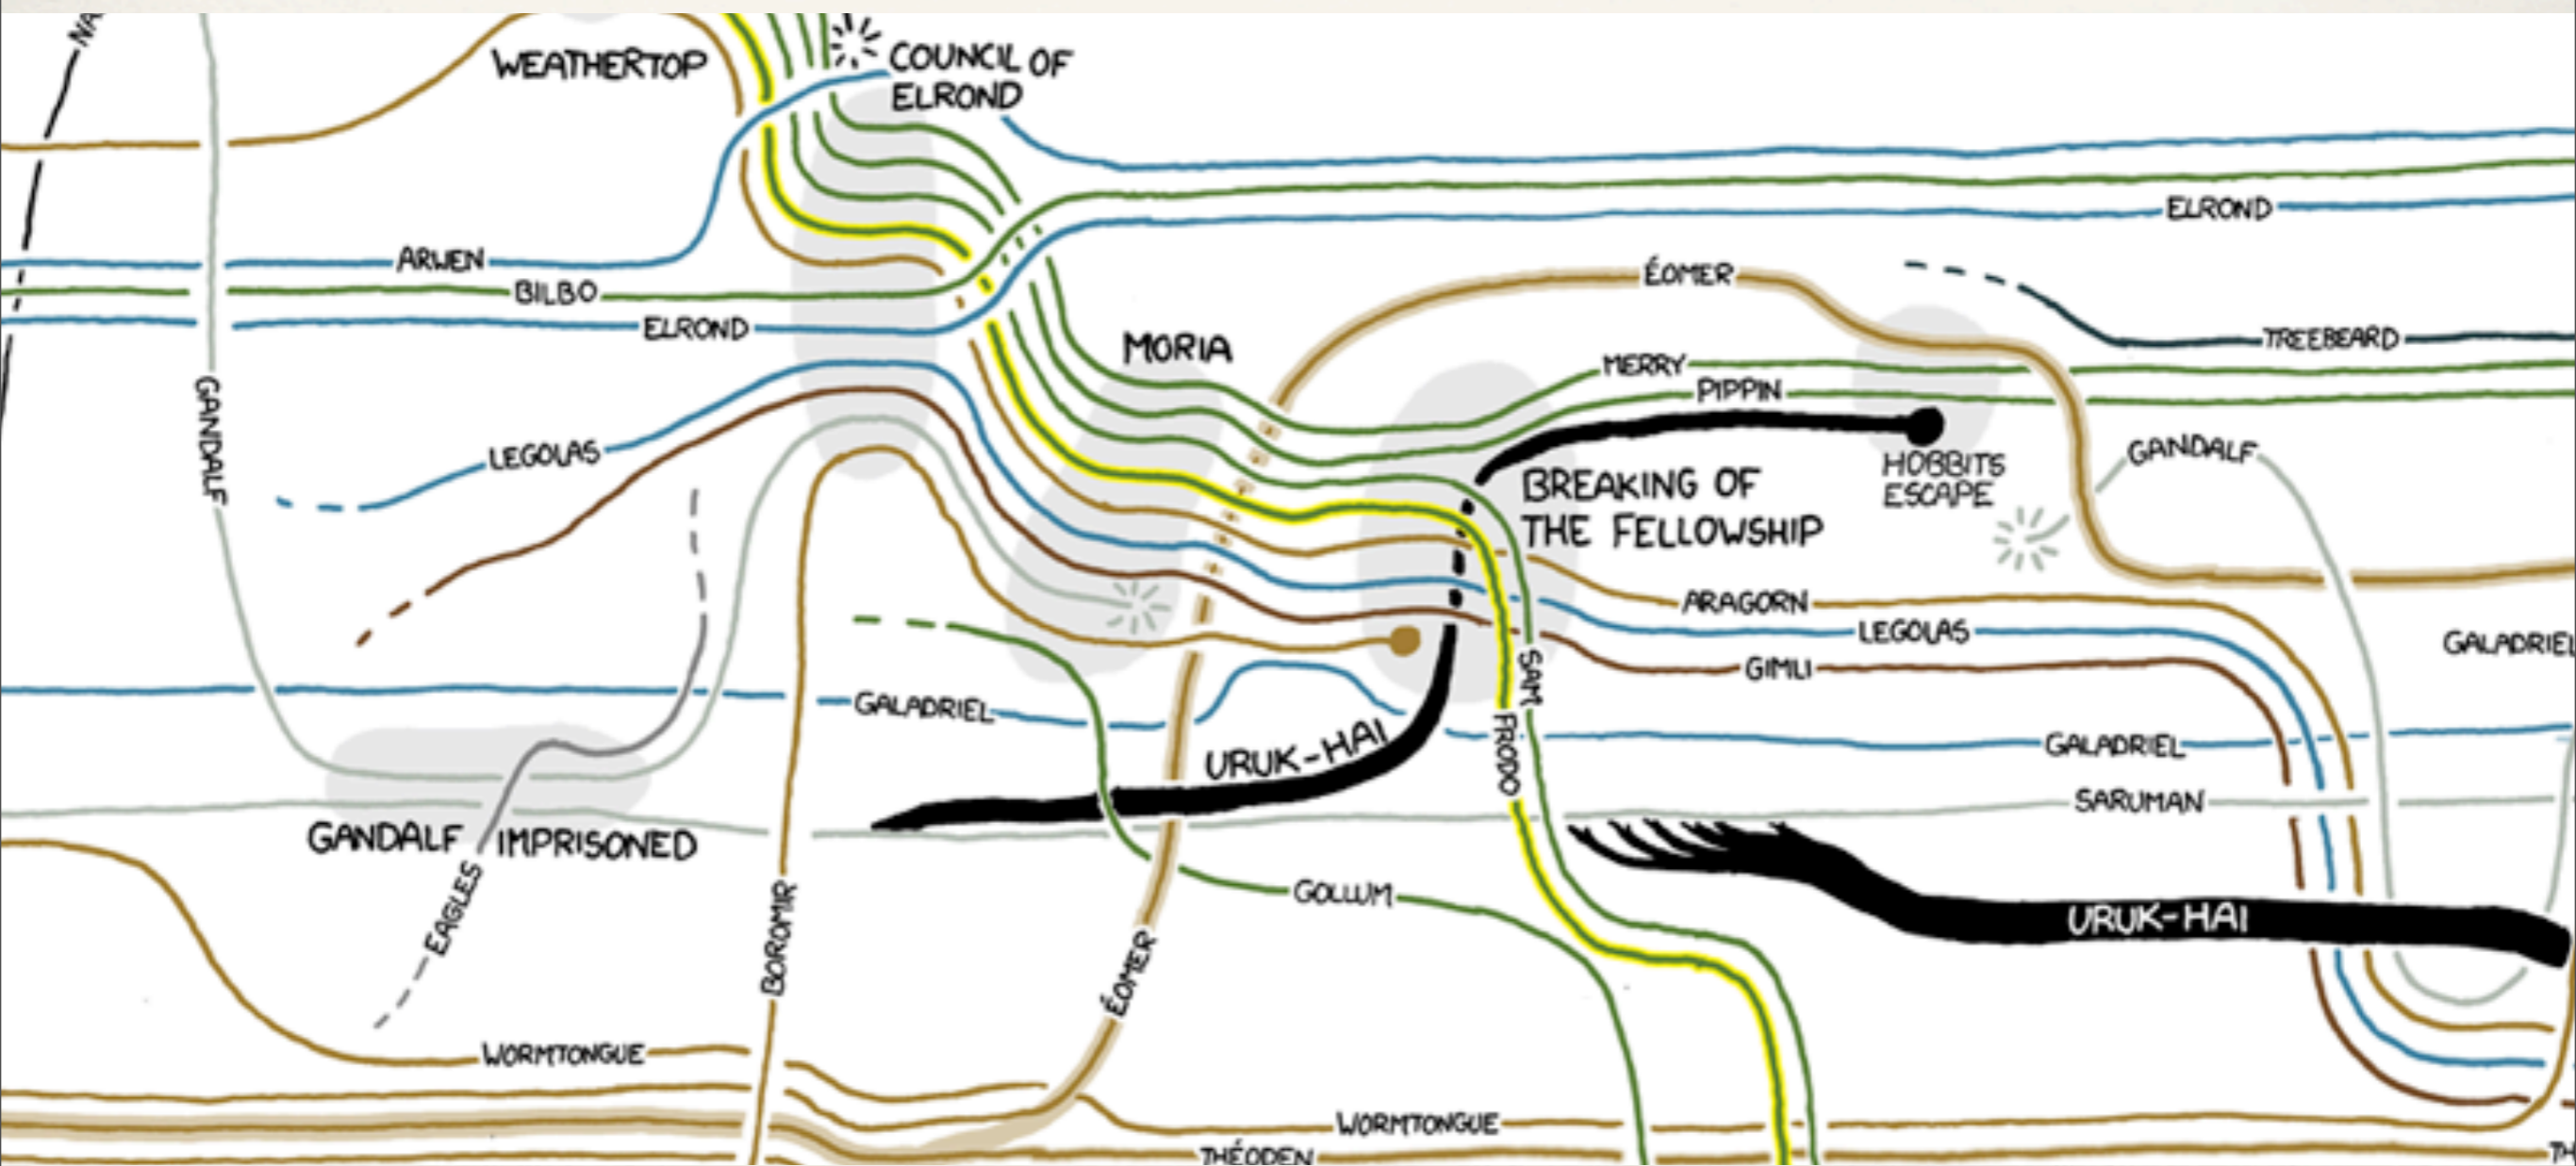 NA
WEATHERTOP
COUNCIL OF
ELROND
ELROND
ARWEN
BILBO
ELROND
ÉOMER
MORIA
TREEBEARD
MERRY
PIPPIN
GANDALF
LEGOLAS
GANDALF
HOBBITS
ESCAPE
BREAKING OF
THE FELLOWSHIP
ARAGORN
LEGOLAS
GALADRIEL
GIMLI
SAM
GALADRIEL
FRODO
URUK-HAI
GALADRIEL
SARUMAN
GANDALF IMPRISONED
EAGLES
GOLLUM
BOROMIR
URUK-HAI
ÉOMER
WORMTONGUE
WORMTONGUE
THÉODEN